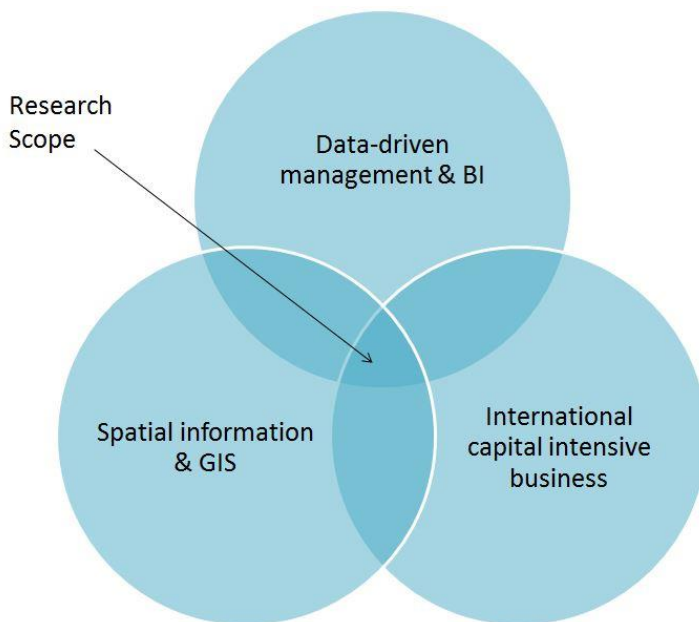 Research
Scope
Data-driven
management & BI
Spatial information
& GIS
International
capital intensive
business